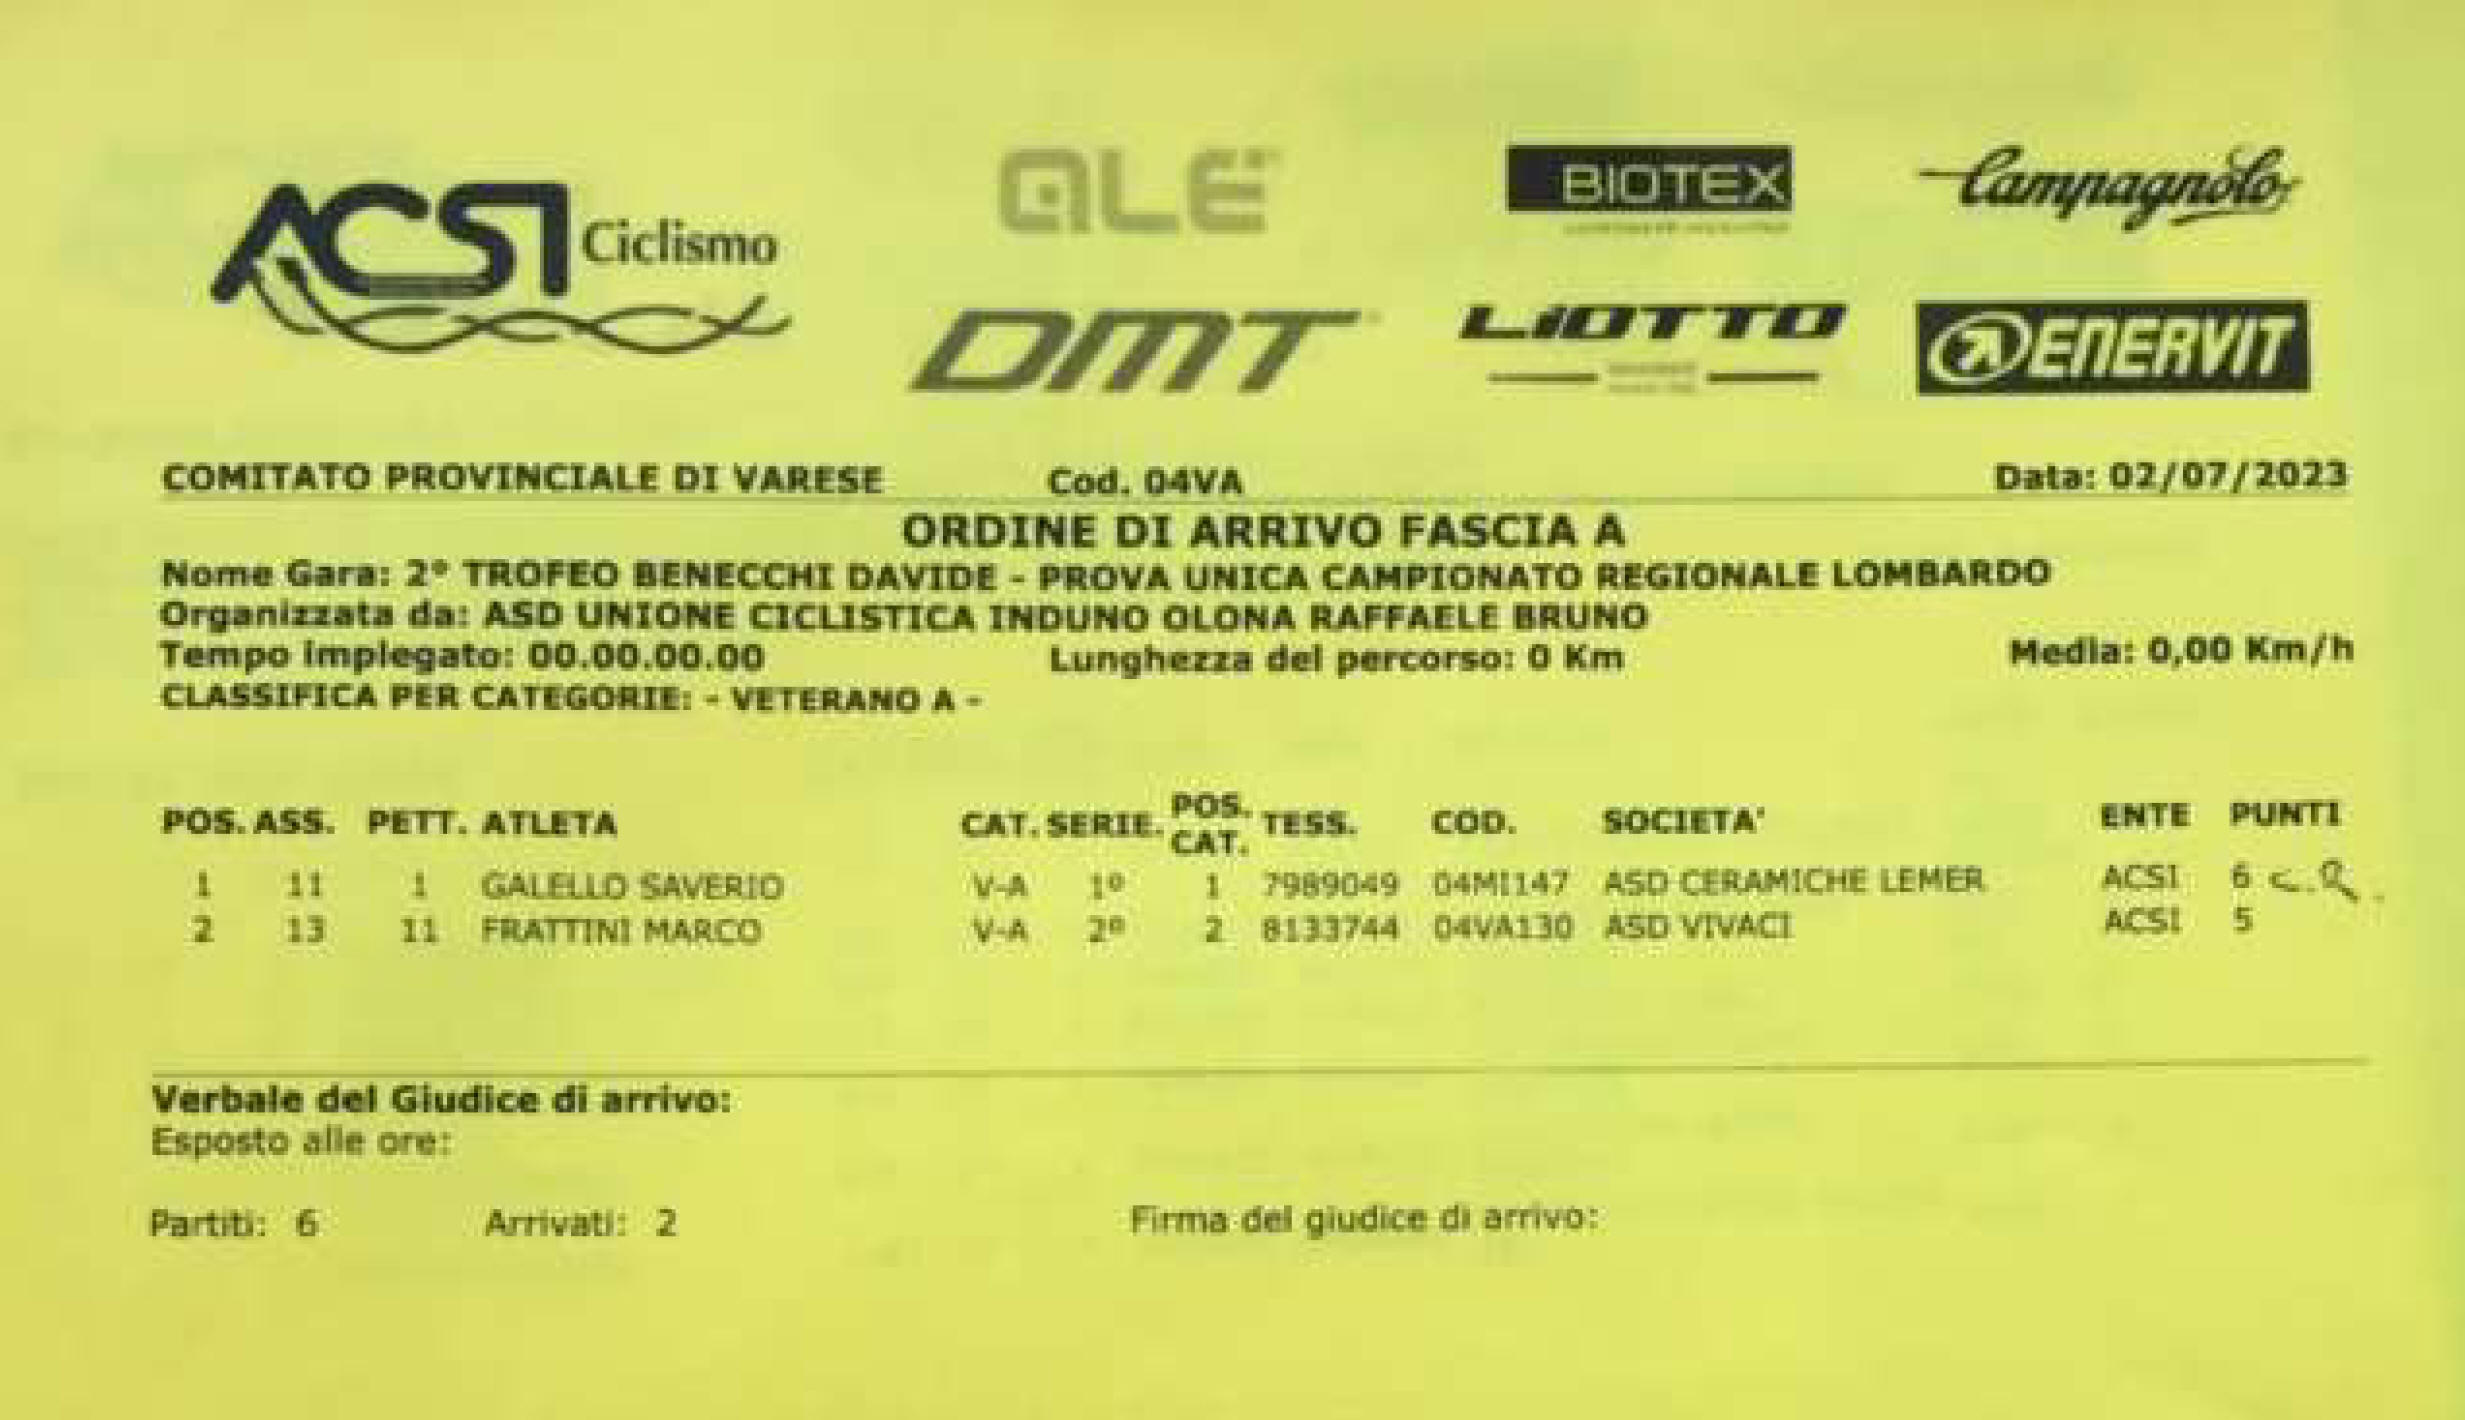 ACSI Ciclismo
ALÉ
BIOTEX
Campagnolo
DMT
LIOTTO
ENERVIT
COMITATO PROVINCIALE DI VARESE Cod. 04VA Data: 02/07/2023
ORDINE DI ARRIVO FASCIA A
Nome Gara: 2° TROFEO BENECCHI DAVIDE - PROVA UNICA CAMPIONATO REGIONALE LOMBARDO
Organizzata da: ASD UNIONE CICLISTICA INDUNO OLONA RAFFAELE BRUNO
Tempo impiegato: 00.00.00.00 Lunghezza del percorso: 0 Km Media: 0,00 Km/h
CLASSIFICA PER CATEGORIE: - VETERANO A -
POS. ASS. PETT. ATLETA CAT. SERIE. POS. CAT. TESS. COD. SOCIETA' ENTE PUNTI
1 11 1 GALELLO SAVERIO V-A 1º 1 7989049 04MI147 ASD CERAMICHE LEMER ACSI 6 C.R.
2 13 11 FRATTINI MARCO V-A 2º 2 8133744 04VA130 ASD VIVACI ACSI 5
Verbale del Giudice di arrivo:
Esposto alle ore:
Partiti: 6 Arrivati: 2 Firma del giudice di arrivo: